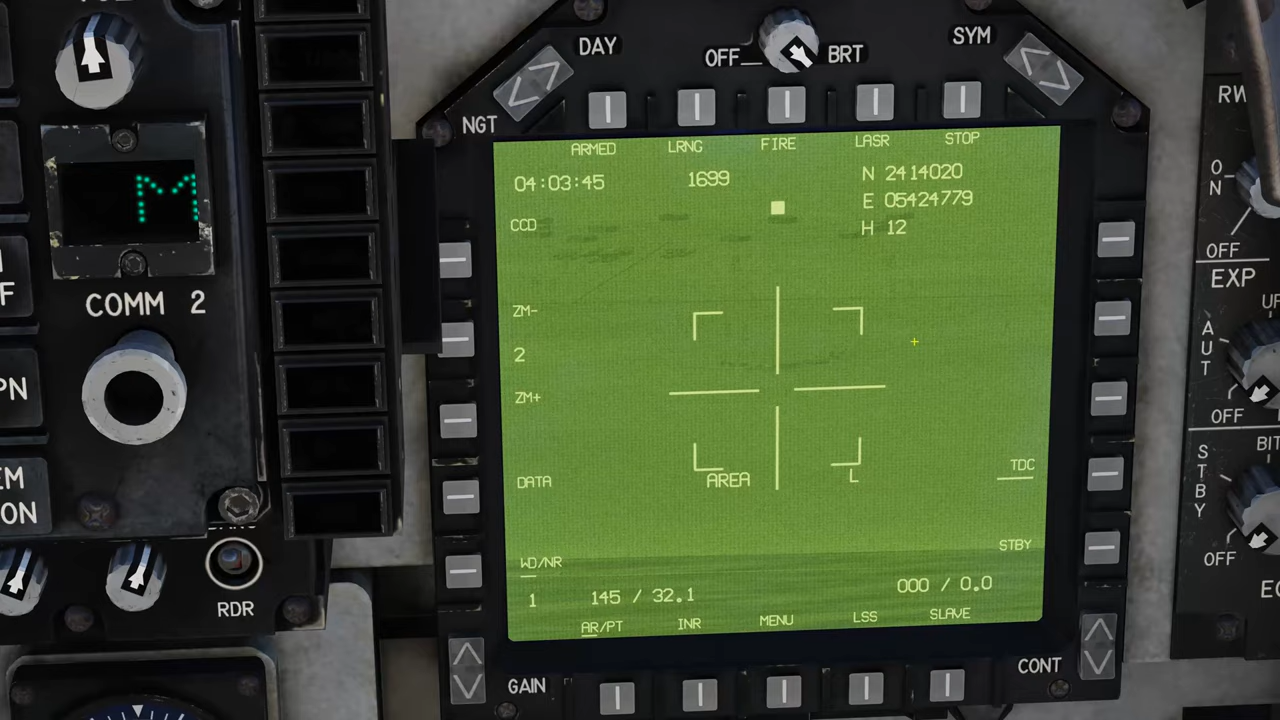 DAY
OFF
BRT
SYM
NGT
ARMED LRNG FIRE LASR STOP
04:03:45 1699 N 2414020
E 05424779
H 12
CCD
ZM-
2
ZM+
DATA
AREA
L
TDC
STBY
WD/NR
1 145 / 32.1 000 / 0.0
AR/PT INR MENU LSS SLAVE
GAIN
CONT
M
COMM 2
RDR
ON
OFF
EXP
AUT
OFF
BIT
STBY
OFF